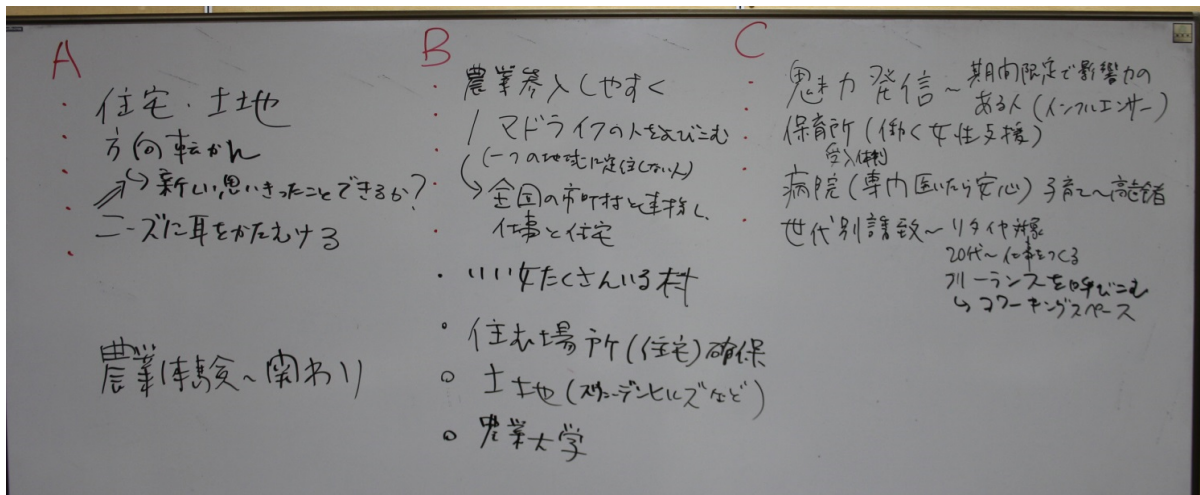 A
・住宅・土地
・方向転かん
・↳新しい思いきったことできるか?
・ニーズに耳をかたむける
・
農業体験~関わり
B
・農業参入しやすく
・ノマドライフの人をよびこむ
(一つの地域に定住しない人)
・↳全国の市町村と連携し、
・仕事と住宅
・いい女たくさんいる村
・住む場所(住宅)確保
○土地(スウェーデンヒルズなど)
○農業大学
C
・魅力発信~期間限定で影響力の
ある人(インフルエンサー)
・保育所(働く女性支援)
受入体制
・病院(専門医いたら安心)子育て~高齢者
・世代別誘致~リタイヤ対象
20代~仕事をつくる
フリーランスを呼びこむ
↳コワーキングスペース